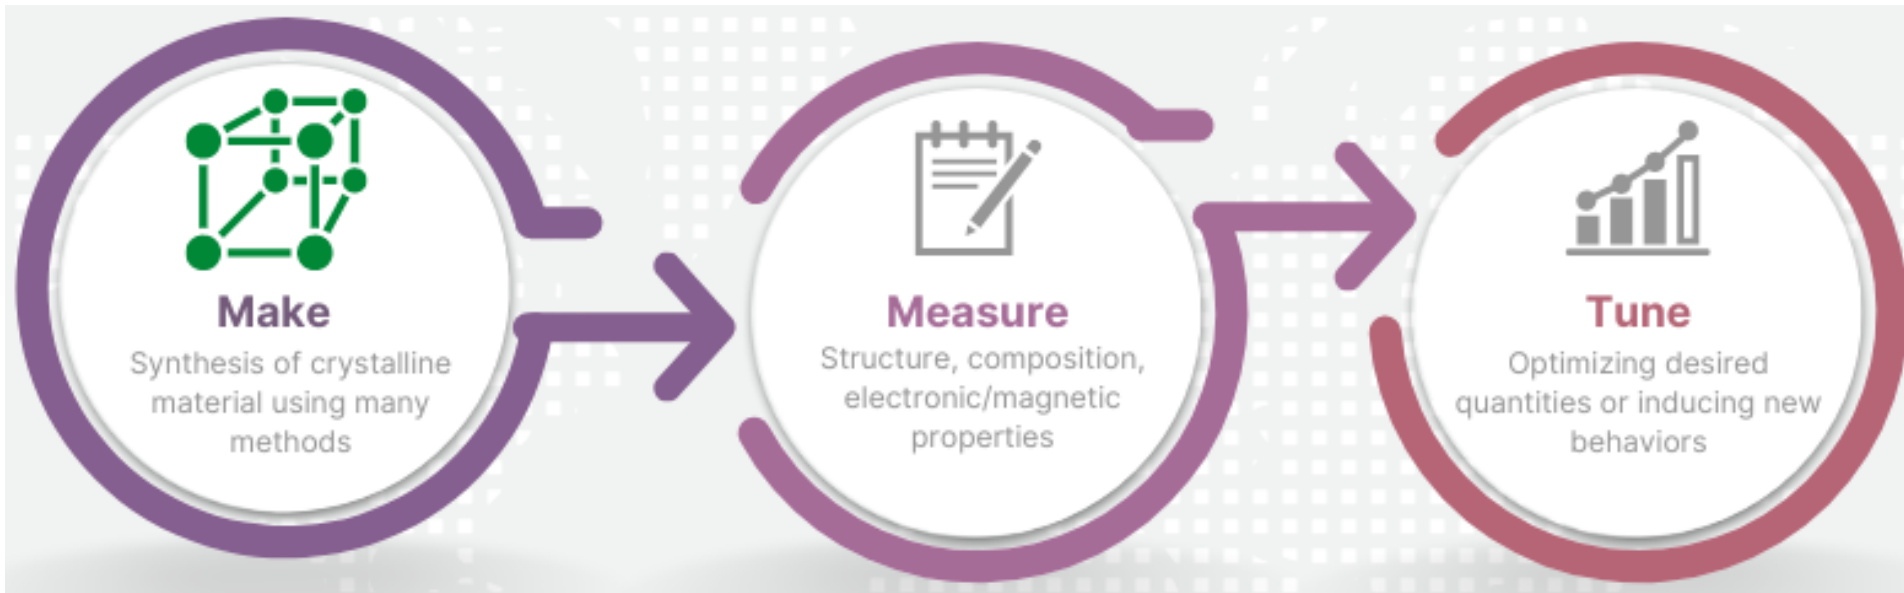 Make
Synthesis of crystalline
material using many
methods
Measure
Structure, composition,
electronic/magnetic
properties
Tune
Optimizing desired
quantities or inducing new
behaviors